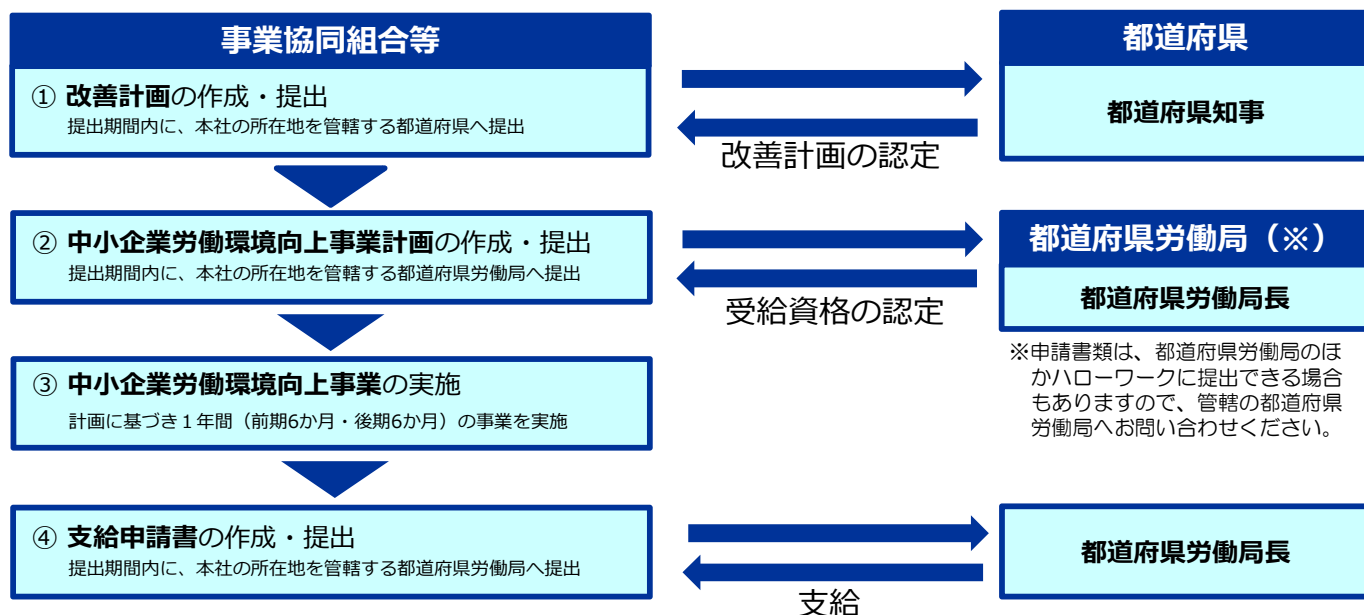 事業協同組合等
都道府県
① 改善計画の作成・提出
提出期間内に、本社の所在地を管轄する都道府県へ提出
都道府県知事
改善計画の認定
② 中小企業労働環境向上事業計画の作成・提出
提出期間内に、本社の所在地を管轄する都道府県労働局へ提出
都道府県労働局（※）
都道府県労働局長
受給資格の認定
※申請書類は、都道府県労働局のほ
かハローワークに提出できる場合
もありますので、管轄の都道府県
労働局へお問い合わせください。
③ 中小企業労働環境向上事業の実施
計画に基づき１年間（前期6か月・後期6か月）の事業を実施
④ 支給申請書の作成・提出
提出期間内に、本社の所在地を管轄する都道府県労働局へ提出
都道府県労働局長
支給